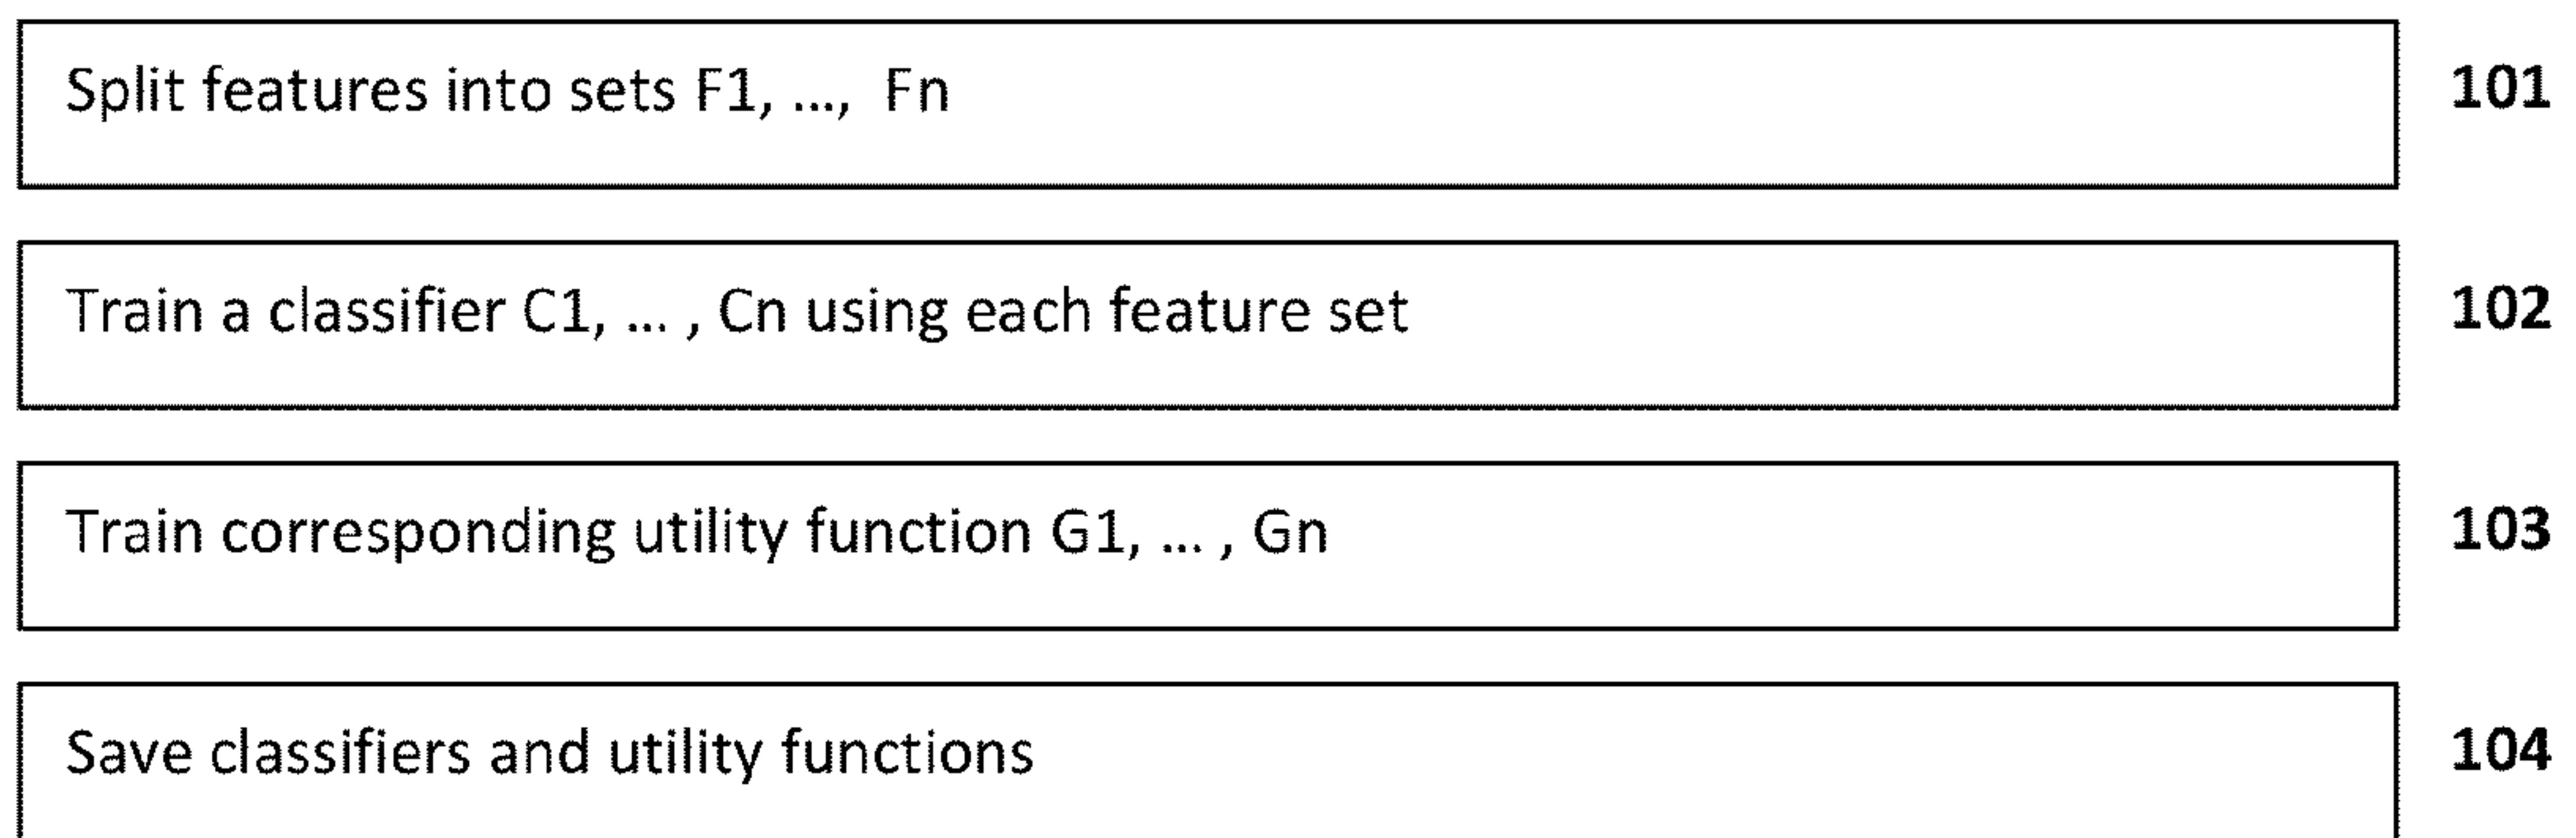 Split features into sets F1, ..., Fn 101
Train a classifier C1, ... , Cn using each feature set 102
Train corresponding utility function G1, ... , Gn 103
Save classifiers and utility functions 104